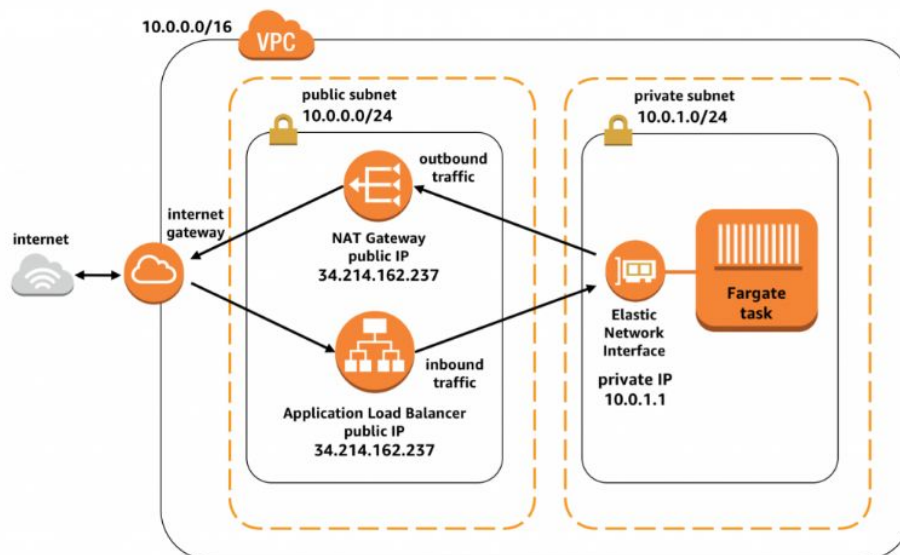 10.0.0.0/16
VPC
public subnet
10.0.0.0/24
private subnet
10.0.1.0/24
outbound
traffic
internet
gateway
internet
NAT Gateway
public IP
34.214.162.237
Fargate
task
Elastic
Network
Interface
inbound
traffic
private IP
10.0.1.1
Application Load Balancer
public IP
34.214.162.237